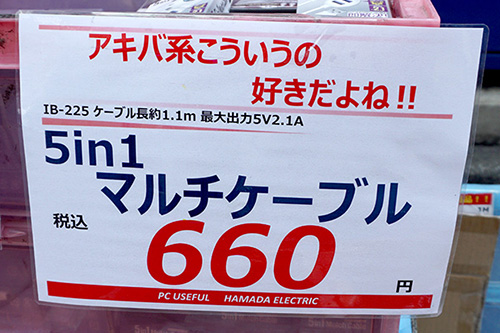 アキバ系こういうの
好きだよね!!
IB-225 ケーブル長約1.1m 最大出力5V2.1A
5in1
マルチケーブル
税込
660
円
PC USEFUL HAMADA ELECTRIC